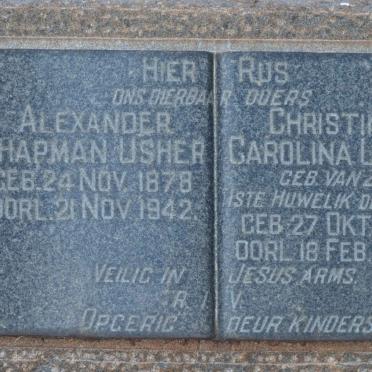 HIER RUS
ONS DIERBAAR OUERS
ALEXANDER
CHAPMAN USHER
GEB. 24 NOV. 1878
OORL. 21 NOV. 1942.
CHRISTI
CAROLINA
GEB. VAN
1STE HUWELIK
GEB. 27 OKT
OORL. 18 FEB.
VEILIG IN JESUS ARMS.
R. I. V.
OPGERIG DEUR KINDERS